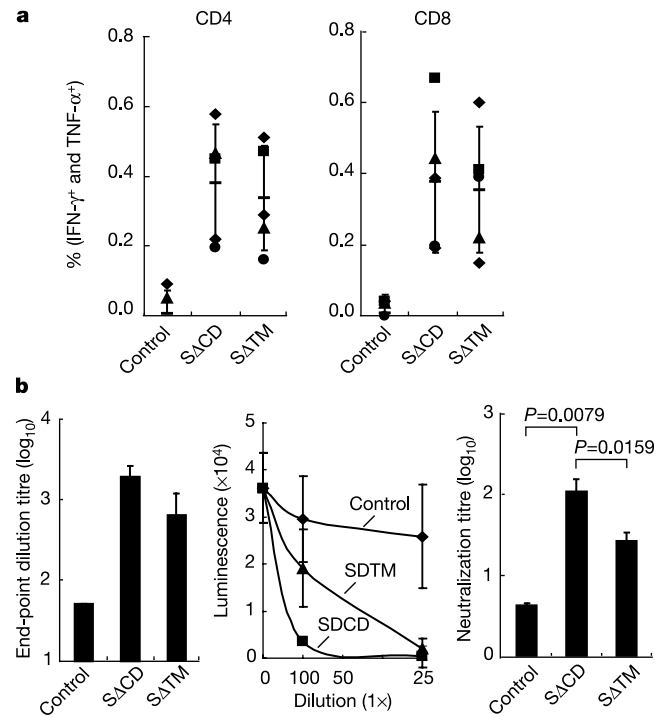 a
CD4
CD8
% (IFN-γ⁺ and TNF-α⁺)
0.8
0.6
0.4
0.2
0.0
Control
SΔCD
SΔTM
0.8
0.6
0.4
0.2
0.0
Control
SΔCD
SΔTM
b
End-point dilution titre (log₁₀)
4
3
2
1
Control
SΔCD
SΔTM
Luminescence (×10⁴)
5
4
3
2
1
0
Control
SDTM
SDCD
0
100
50
25
Dilution (1×)
Neutralization titre (log₁₀)
3
2
1
0
P=0.0079
P=0.0159
Control
SΔCD
SΔTM